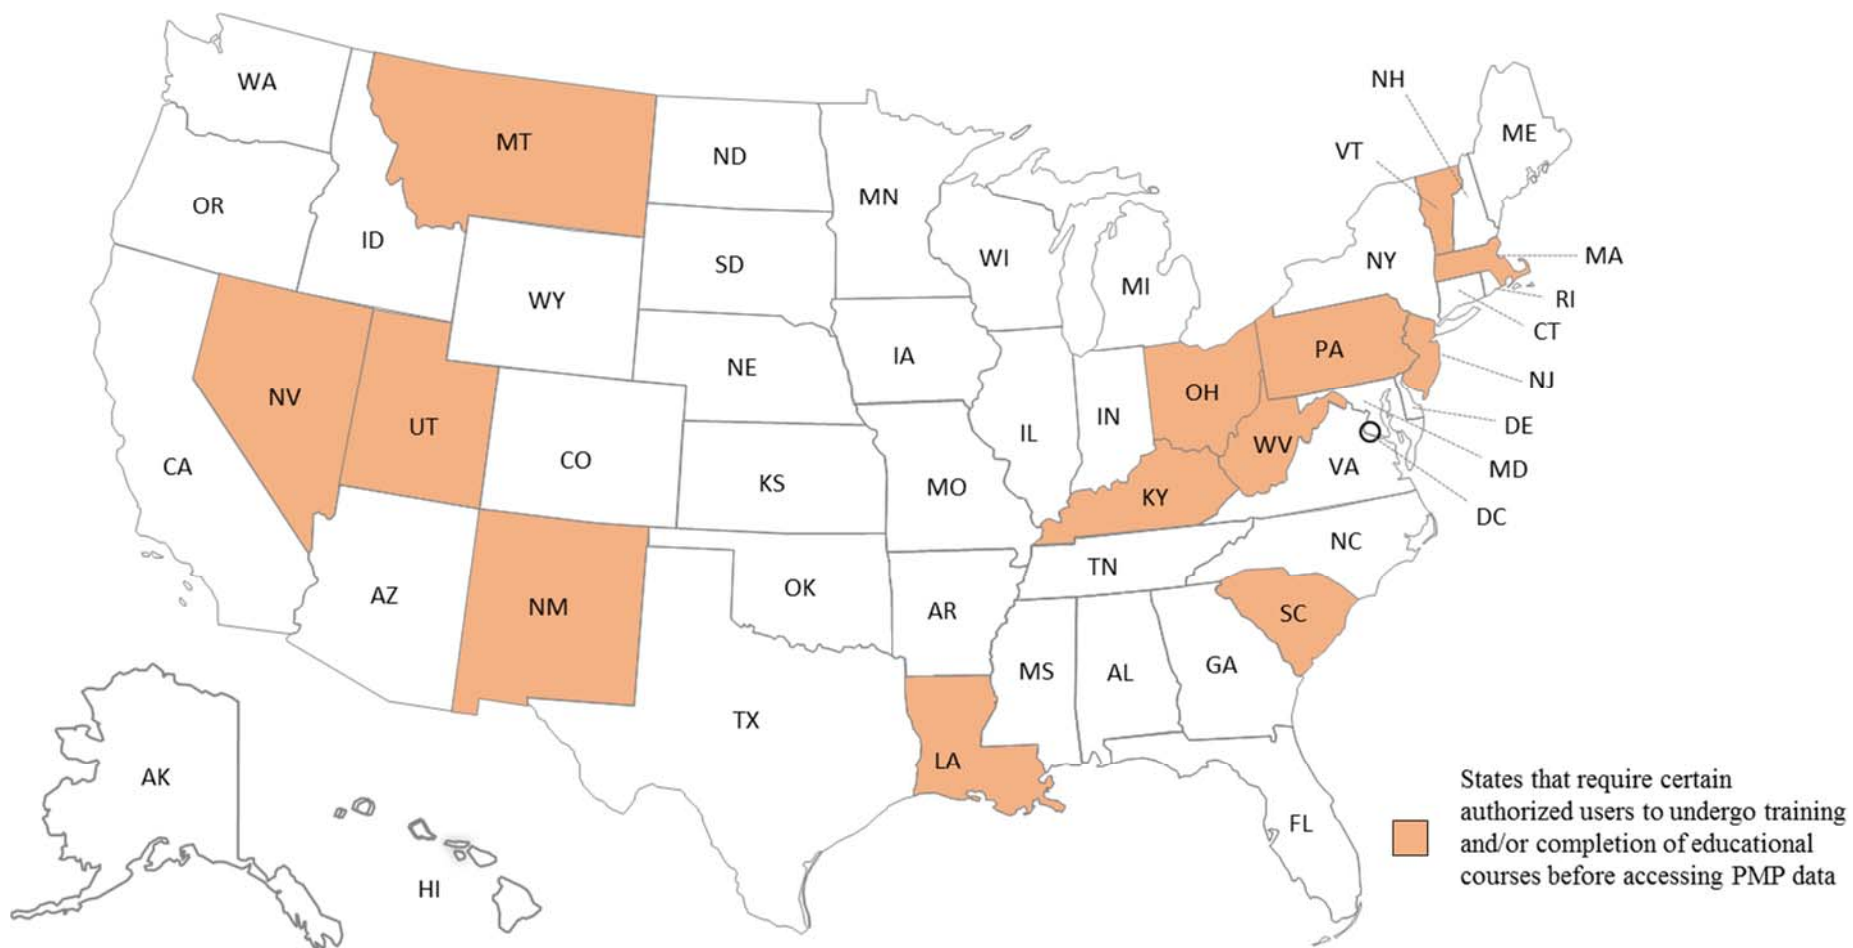 WA
MT
ND
MN
OR
ID
SD
WI
MI
NH
VT
ME
NY
MA
WY
RI
CT
NE
IA
PA
NJ
NV
UT
OH
IL
IN
WV
DE
CO
CA
KS
MO
KY
VA
MD
DC
NC
TN
AZ
NM
OK
AR
SC
MS
AL
GA
TX
LA
AK
HI
FL
States that require certain
authorized users to undergo training
and/or completion of educational
courses before accessing PMP data